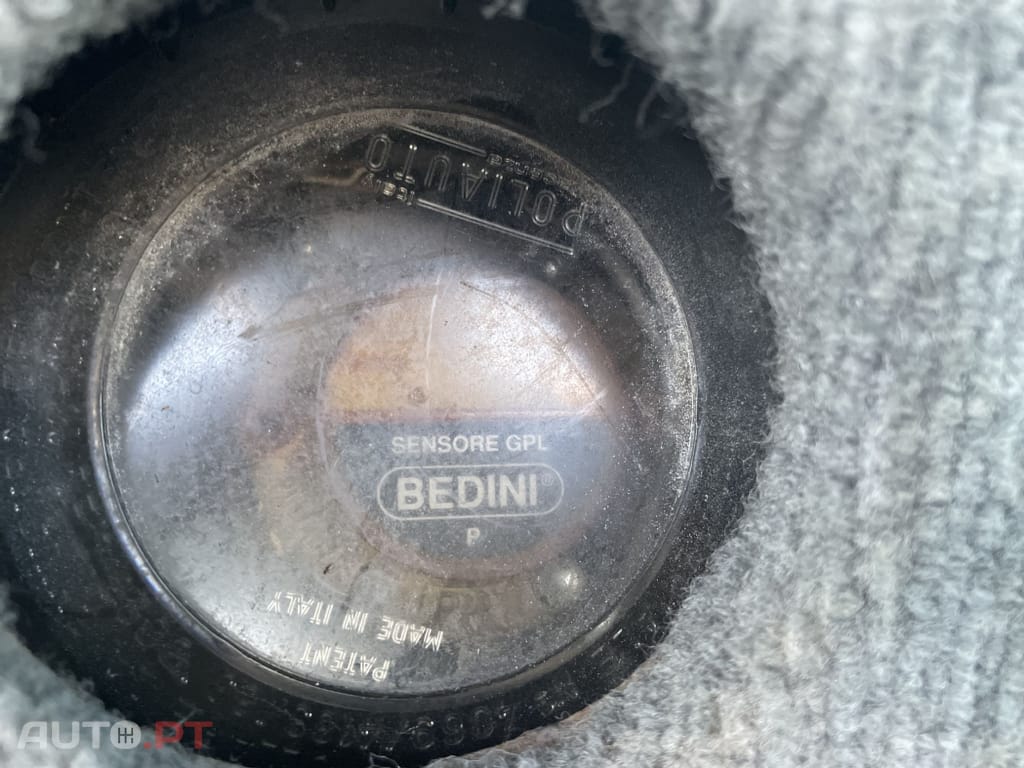 POLIAUTO
SENSORE GPL
BEDINI®
P
MADE IN ITALY
PATENT
AUTO.PT